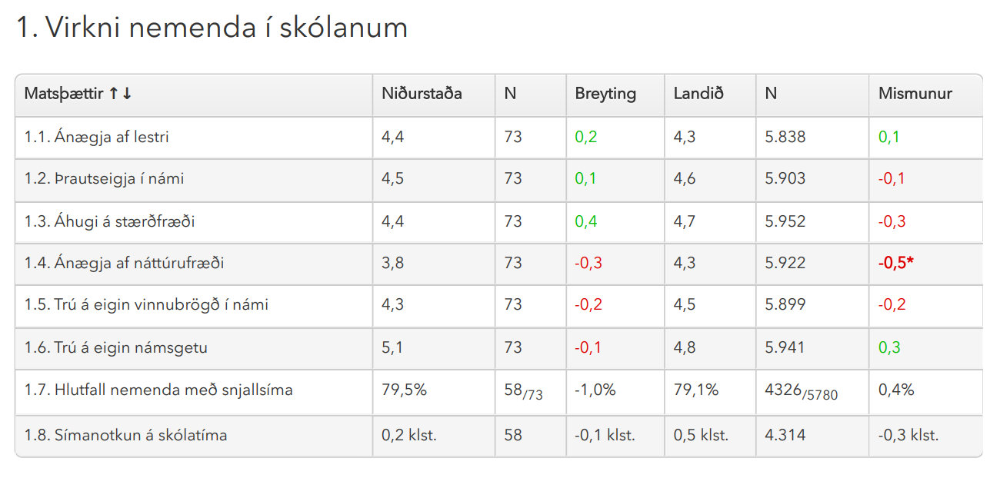 1. Virkni nemenda í skólanum
Matsþættir ↑↓ Niðurstaða N Breyting Landið N Mismunur
1.1. Ánægja af lestri 4,4 73 0,2 4,3 5.838 0,1
1.2. Þrautseigja í námi 4,5 73 0,1 4,6 5.903 -0,1
1.3. Áhugi á stærðfræði 4,4 73 0,4 4,7 5.952 -0,3
1.4. Ánægja af náttúrufræði 3,8 73 -0,3 4,3 5.922 -0,5*
1.5. Trú á eigin vinnubrögð í námi 4,3 73 -0,2 4,5 5.899 -0,2
1.6. Trú á eigin námsgetu 5,1 73 -0,1 4,8 5.941 0,3
1.7. Hlutfall nemenda með snjallsíma 79,5% 58/73 -1,0% 79,1% 4326/5780 0,4%
1.8. Símanotkun á skólatíma 0,2 klst. 58 -0,1 klst. 0,5 klst. 4.314 -0,3 klst.